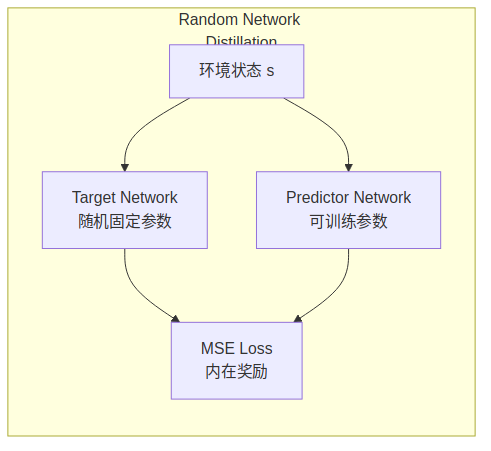 Random Network
Distillation
环境状态 s
Target Network
随机固定参数
Predictor Network
可训练参数
MSE Loss
内在奖励